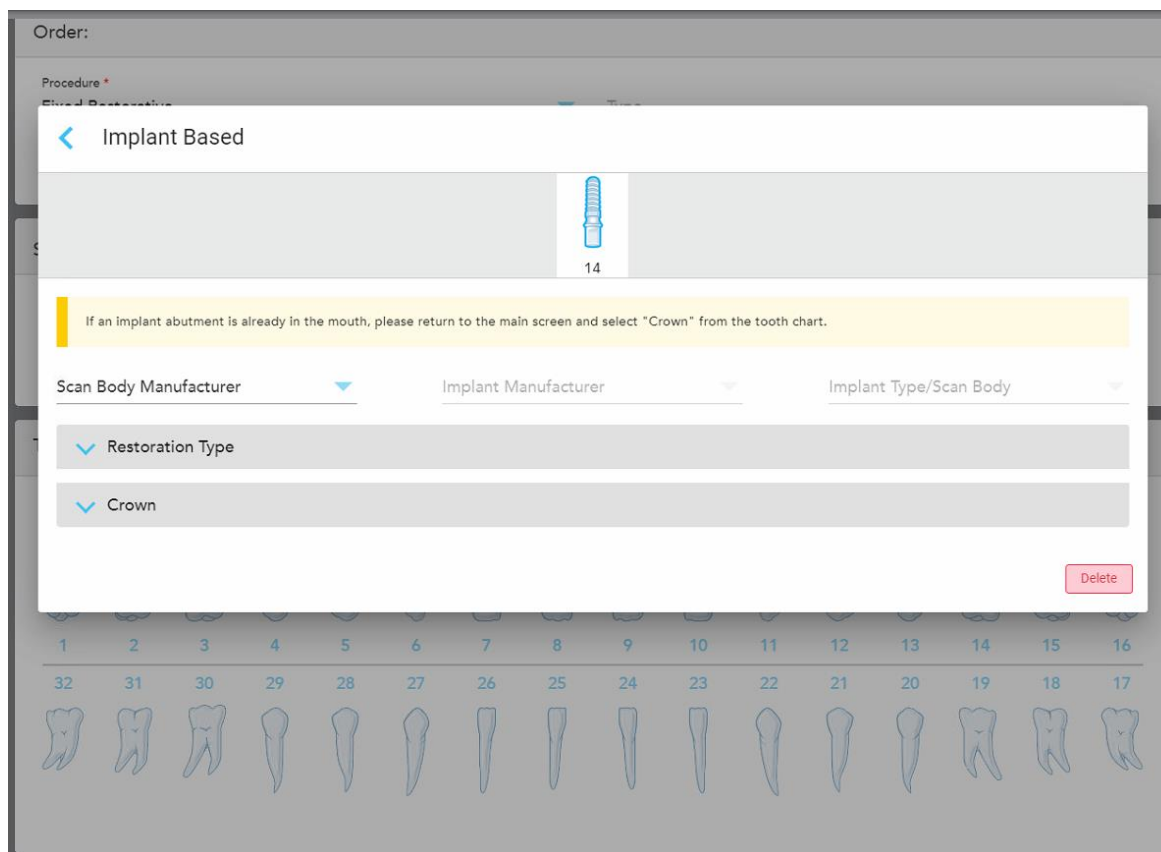 Order:
Procedure *
Fixed Restorative
Type
Implant Based
14
If an implant abutment is already in the mouth, please return to the main screen and select "Crown" from the tooth chart.
Scan Body Manufacturer
Implant Manufacturer
Implant Type/Scan Body
Restoration Type
Crown
Delete
1 2 3 4 5 6 7 8 9 10 11 12 13 14 15 16
32 31 30 29 28 27 26 25 24 23 22 21 20 19 18 17